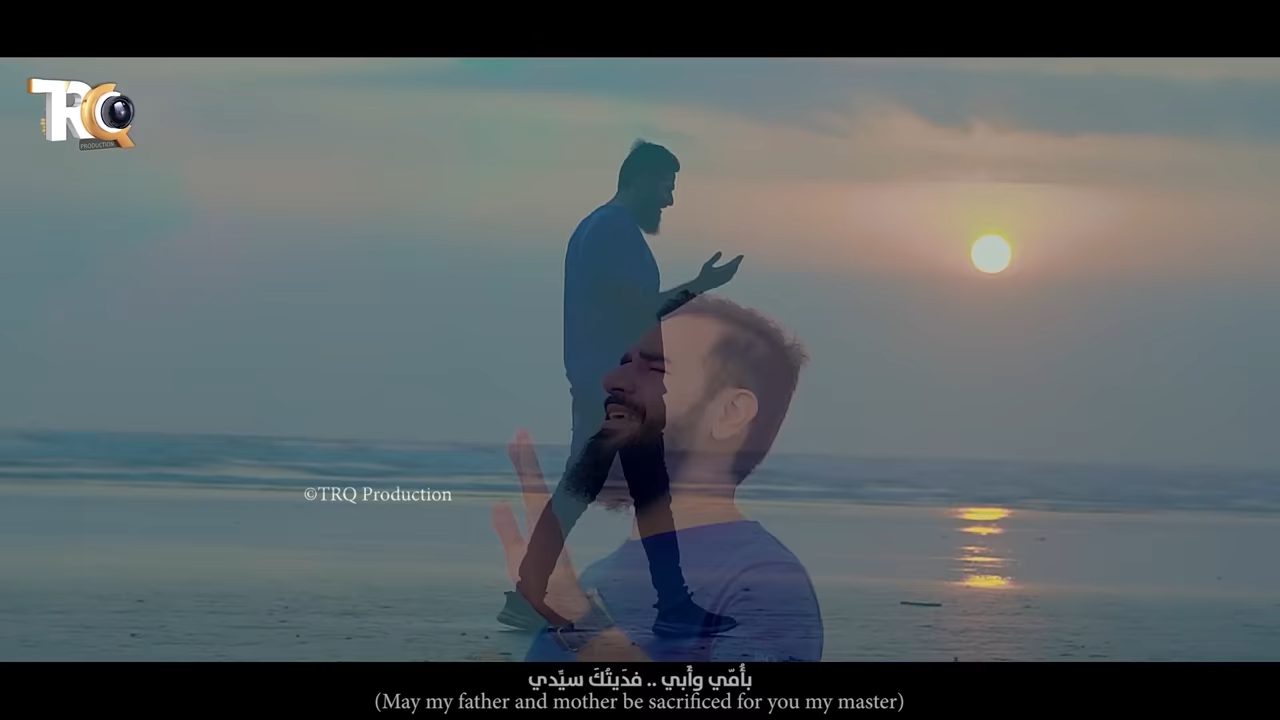 TRQ
PRODUCTION
©TRQ Production
بأُمّي وأَبي .. فدَيتُكَ سيّدي
(May my father and mother be sacrificed for you my master)